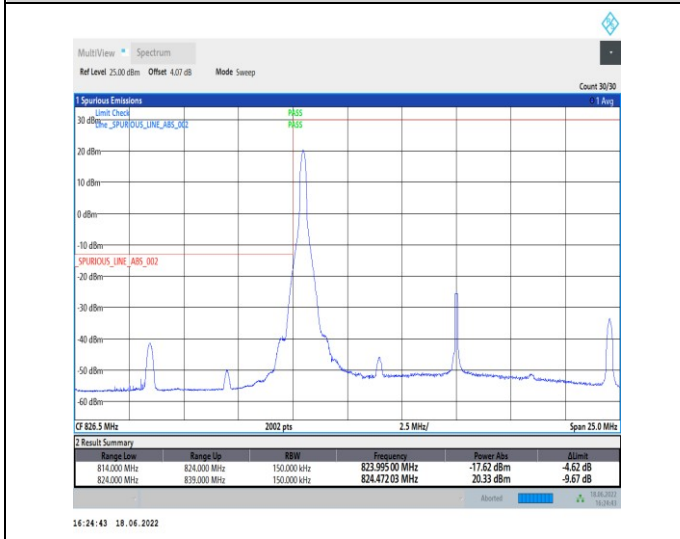 MultiView Spectrum
Ref Level 25.00 dBm Offset 4.07 dB Mode Sweep
Count 30/30
1 Spurious Emissions 1 Avg
Limit Check PASS
Line _SPURIOUS_LINE_ABS_002 PASS
30 dBm
20 dBm
10 dBm
0 dBm
-10 dBm
_SPURIOUS_LINE_ABS_002
-20 dBm
-30 dBm
-40 dBm
-50 dBm
-60 dBm
CF 826.5 MHz 2002 pts 2.5 MHz/ Span 25.0 MHz
2 Result Summary
Range Low Range Up RBW Frequency Power Abs ΔLimit
814.000 MHz 824.000 MHz 150.000 kHz 823.99500 MHz -17.62 dBm -4.62 dB
824.000 MHz 839.000 MHz 150.000 kHz 824.47203 MHz 20.33 dBm -9.67 dB
Aborted 18.06.2022
16:24:43
16:24:43 18.06.2022